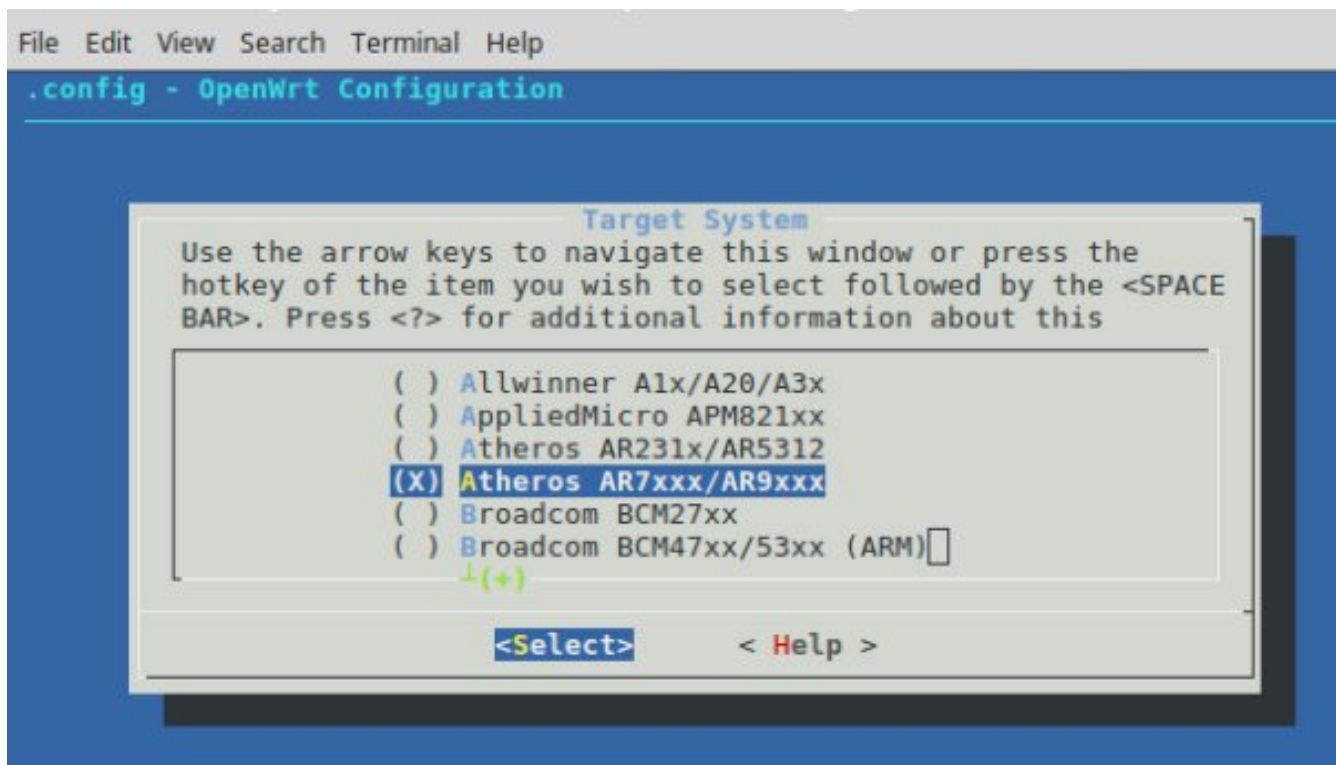 File Edit View Search Terminal Help
.config - OpenWrt Configuration
Target System
Use the arrow keys to navigate this window or press the
hotkey of the item you wish to select followed by the <SPACE
BAR>. Press <?> for additional information about this
( ) Allwinner A1x/A20/A3x
( ) AppliedMicro APM821xx
( ) Atheros AR231x/AR5312
(X) Atheros AR7xxx/AR9xxx
( ) Broadcom BCM27xx
( ) Broadcom BCM47xx/53xx (ARM)
┴(+)
<Select> < Help >